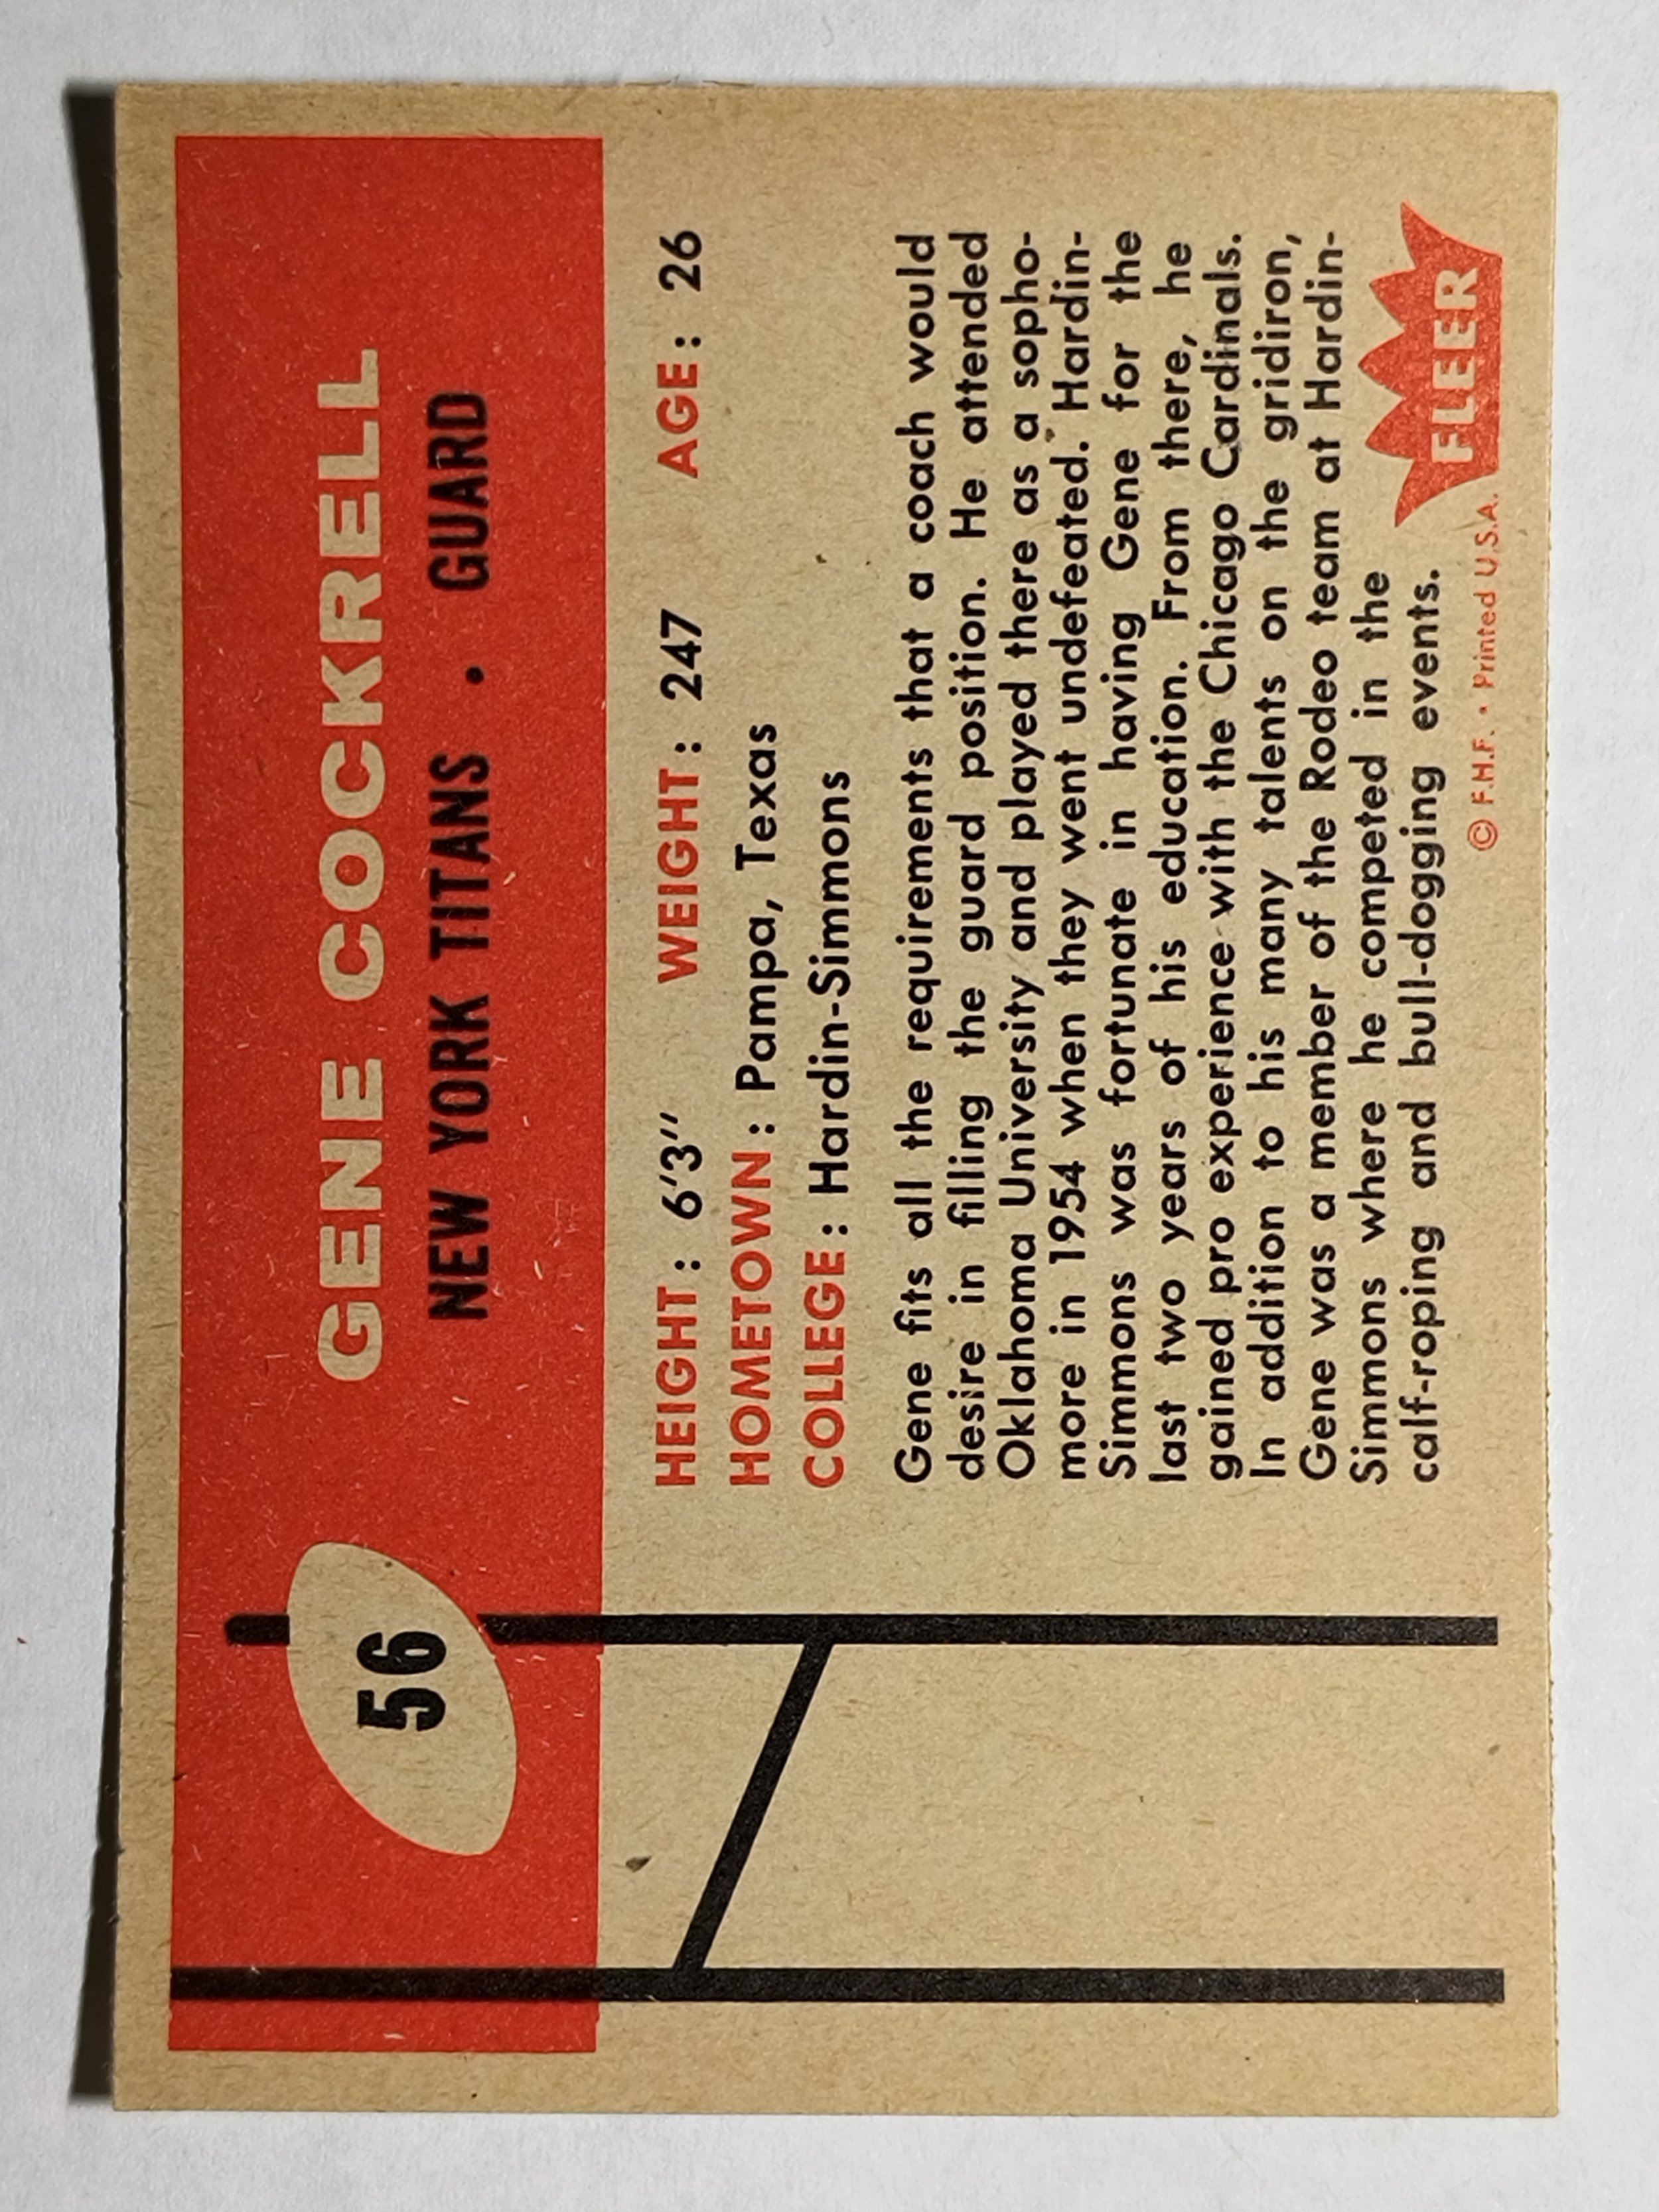 56
GENE COCKRELL
NEW YORK TITANS • GUARD
HEIGHT: 6'3" WEIGHT: 247 AGE: 26
HOMETOWN: Pampa, Texas
COLLEGE: Hardin-Simmons
Gene fits all the requirements that a coach would
desire in filling the guard position. He attended
Oklahoma University and played there as a sopho-
more in 1954 when they went undefeated. Hardin-
Simmons was fortunate in having Gene for the
last two years of his education. From there, he
gained pro experience with the Chicago Cardinals.
In addition to his many talents on the gridiron,
Gene was a member of the Rodeo team at Hardin-
Simmons where he competed in the
calf-roping and bull-dogging events.
© F.H.F. • Printed U.S.A.
FLEER